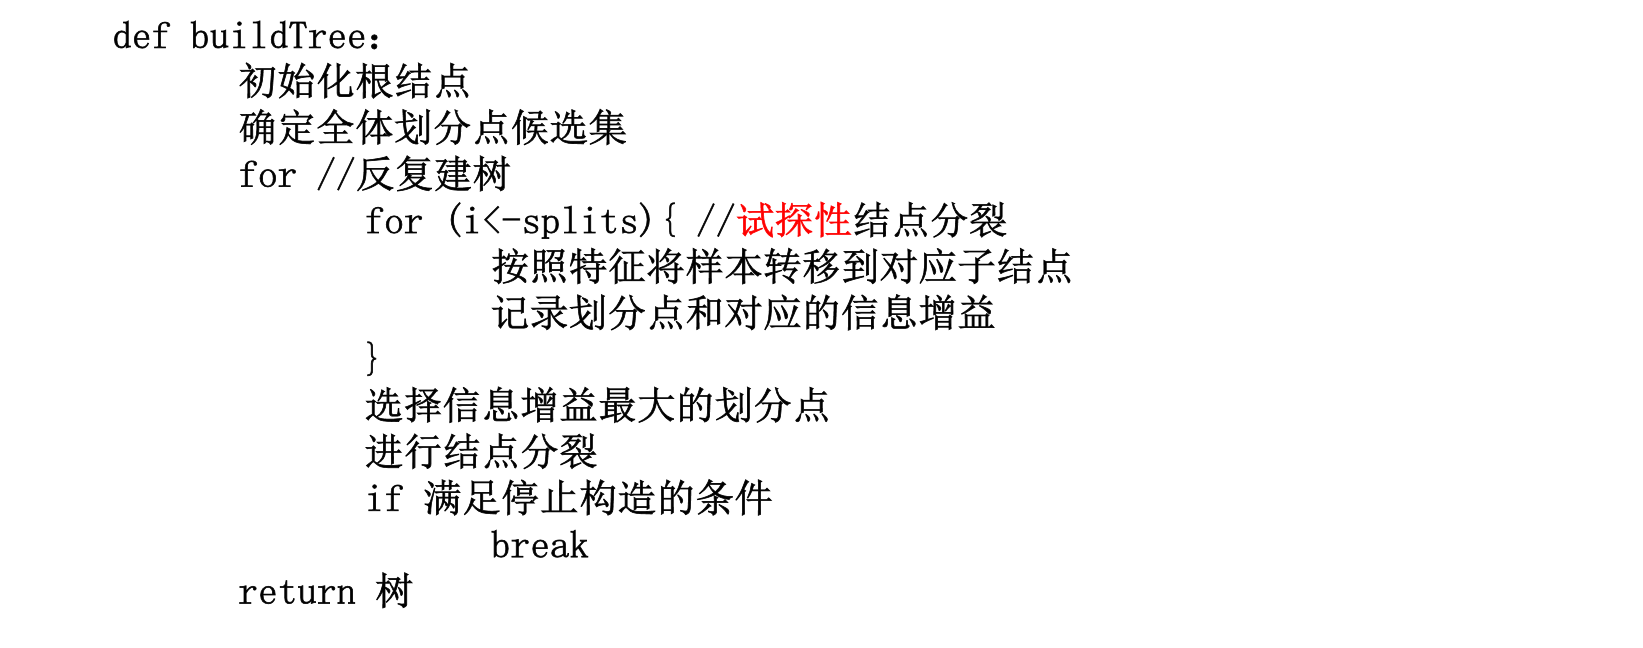 def buildTree：
初始化根结点
确定全体划分点候选集
for //反复建树
for (i<-splits){ //试探性结点分裂
按照特征将样本转移到对应子结点
记录划分点和对应的信息增益
}
选择信息增益最大的划分点
进行结点分裂
if 满足停止构造的条件
break
return 树